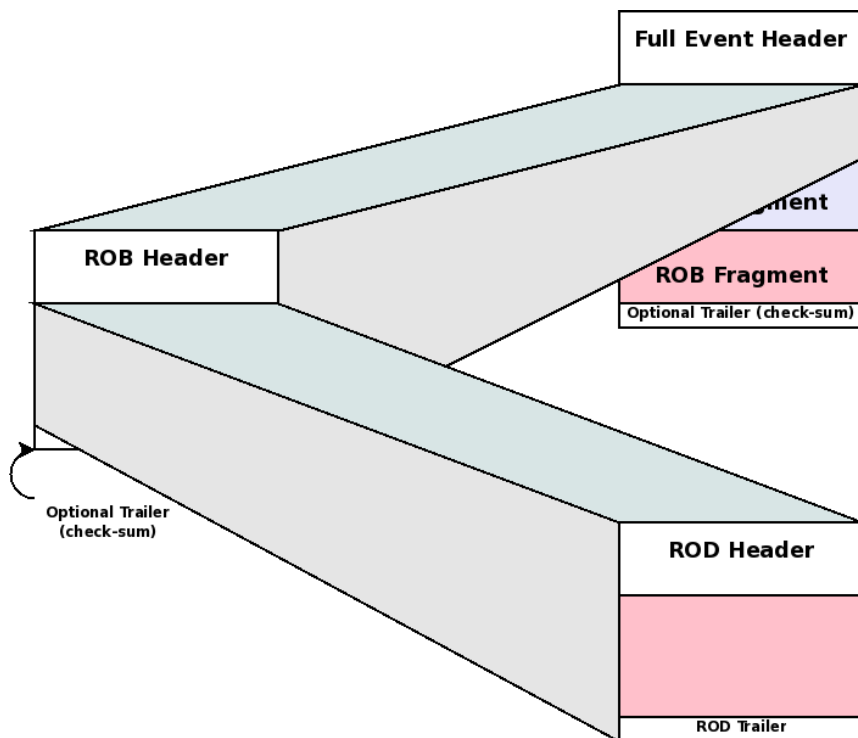 Full Event Header
ROB Header
ROB Fragment
Optional Trailer (check-sum)
Optional Trailer
(check-sum)
ROD Header
ROD Trailer